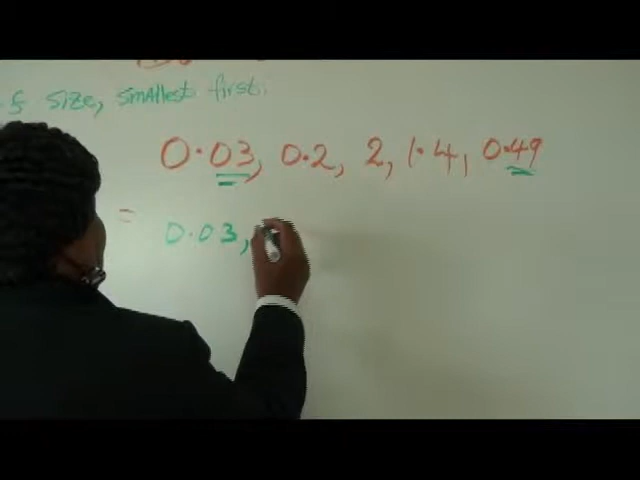 size, smallest first.
0.03, 0.2, 2, 1.4, 0.49
= 0.03,